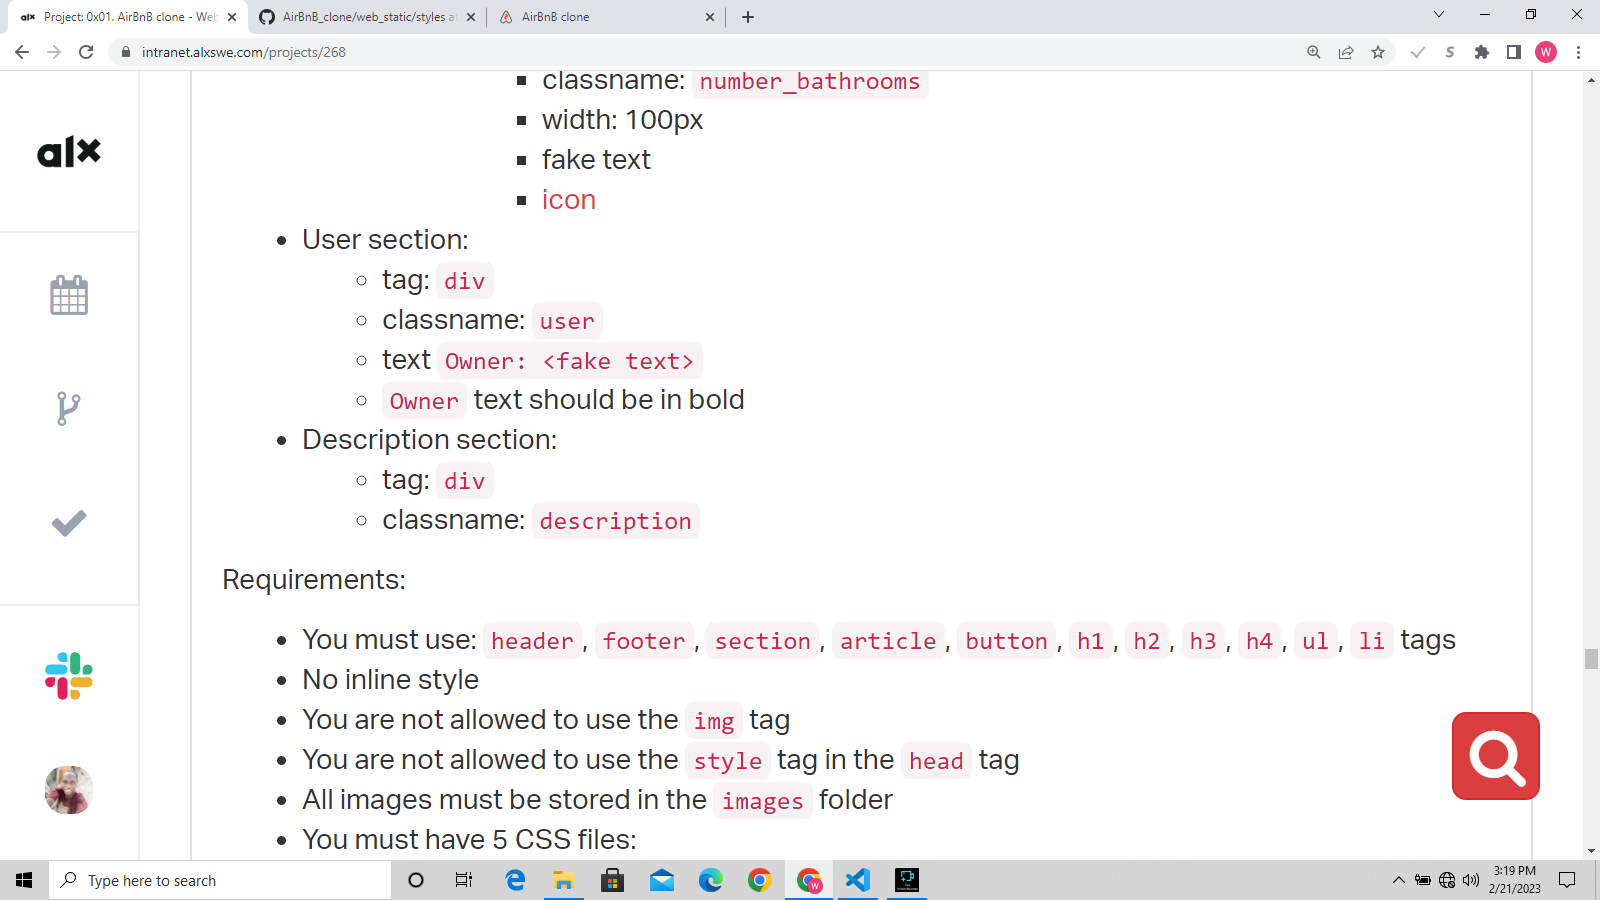 Project: 0x01. AirBnB clone - Web
AirBnB_clone/web_static/styles at
AirBnB clone
intranet.alxswe.com/projects/268
alx
classname: number_bathrooms
width: 100px
fake text
icon
User section:
tag: div
classname: user
text Owner: <fake text>
Owner text should be in bold
Description section:
tag: div
classname: description
Requirements:
You must use: header, footer, section, article, button, h1, h2, h3, h4, ul, li tags
No inline style
You are not allowed to use the img tag
You are not allowed to use the style tag in the head tag
All images must be stored in the images folder
You must have 5 CSS files:
Type here to search
3:19 PM
2/21/2023